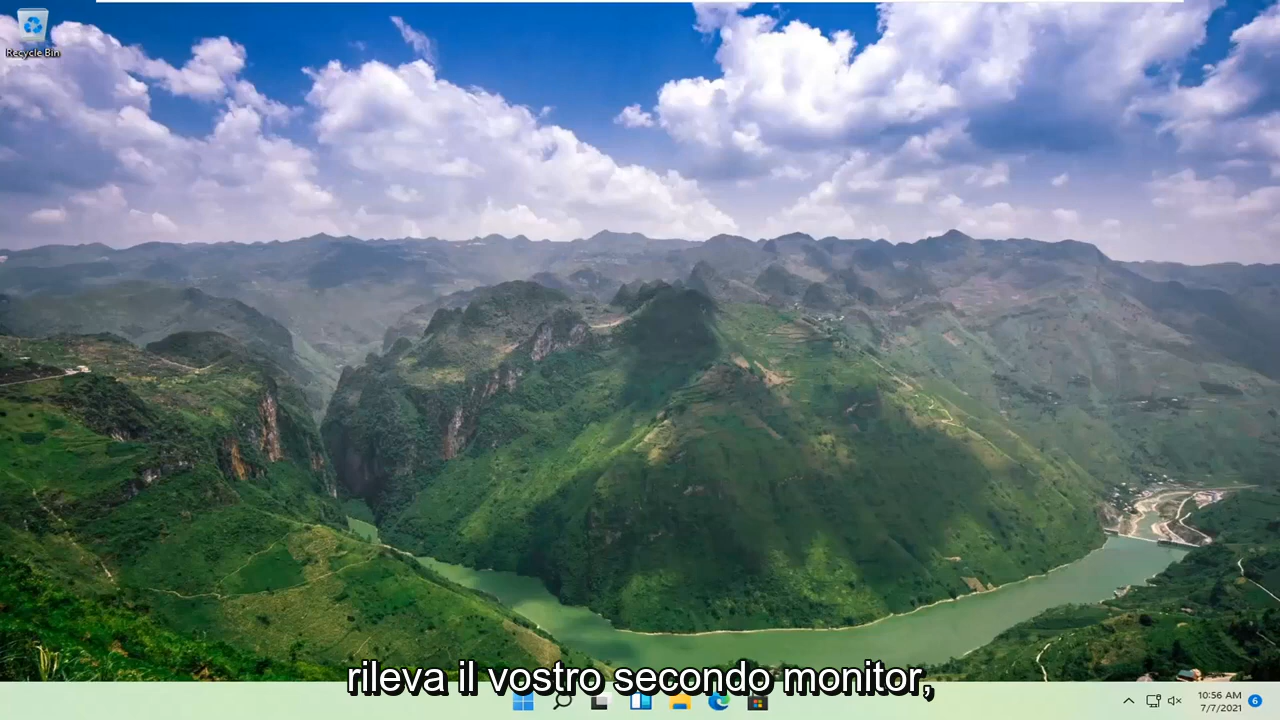 Recycle Bin
rileva il vostro secondo monitor,
10:56 AM
7/7/2021
6